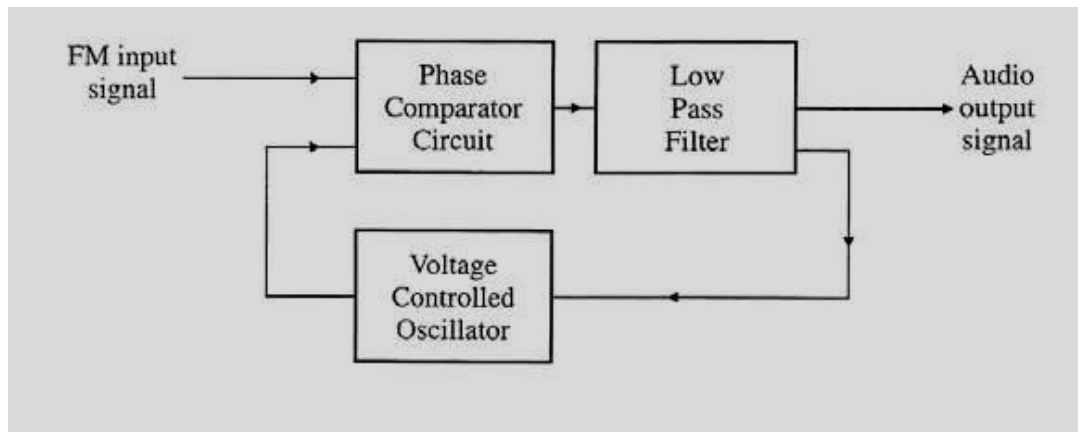 FM input
signal
Phase
Comparator
Circuit
Low
Pass
Filter
Audio
output
signal
Voltage
Controlled
Oscillator